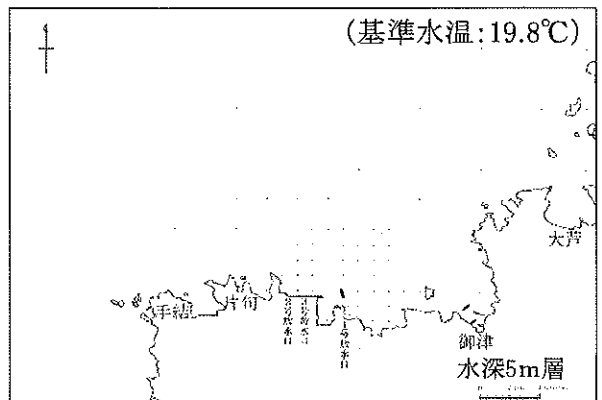 (基準水温:19.8℃)
大芦
手結
片句
御津
水深5m層